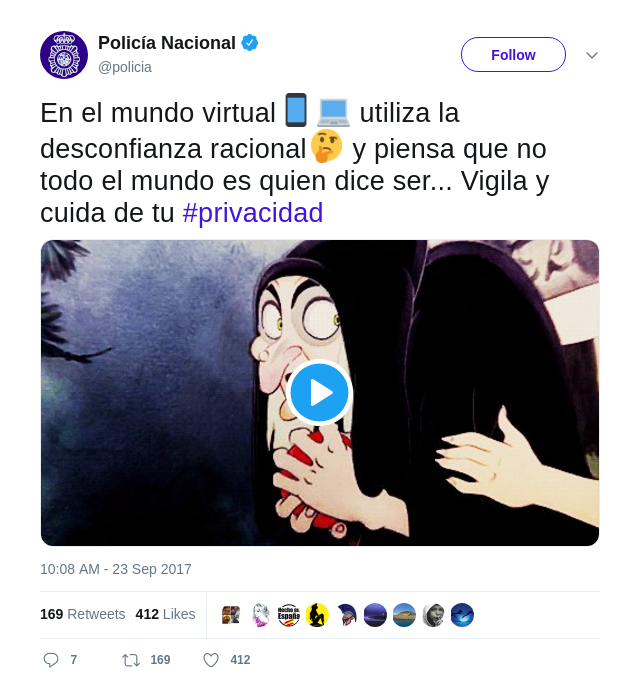 Policía Nacional
@policia
Follow
En el mundo virtual 📱💻 utiliza la
desconfianza racional🤔 y piensa que no
todo el mundo es quien dice ser... Vigila y
cuida de tu #privacidad
10:08 AM - 23 Sep 2017
169 Retweets 412 Likes
Hecho en
España
7 169 412